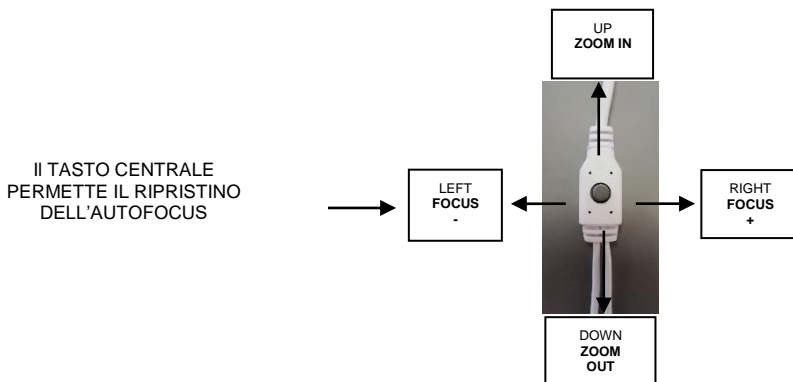 UP
ZOOM IN
Il TASTO CENTRALE
PERMETTE IL RIPRISTINO
DELL'AUTOFOCUS
LEFT
FOCUS
-
RIGHT
FOCUS
+
DOWN
ZOOM
OUT